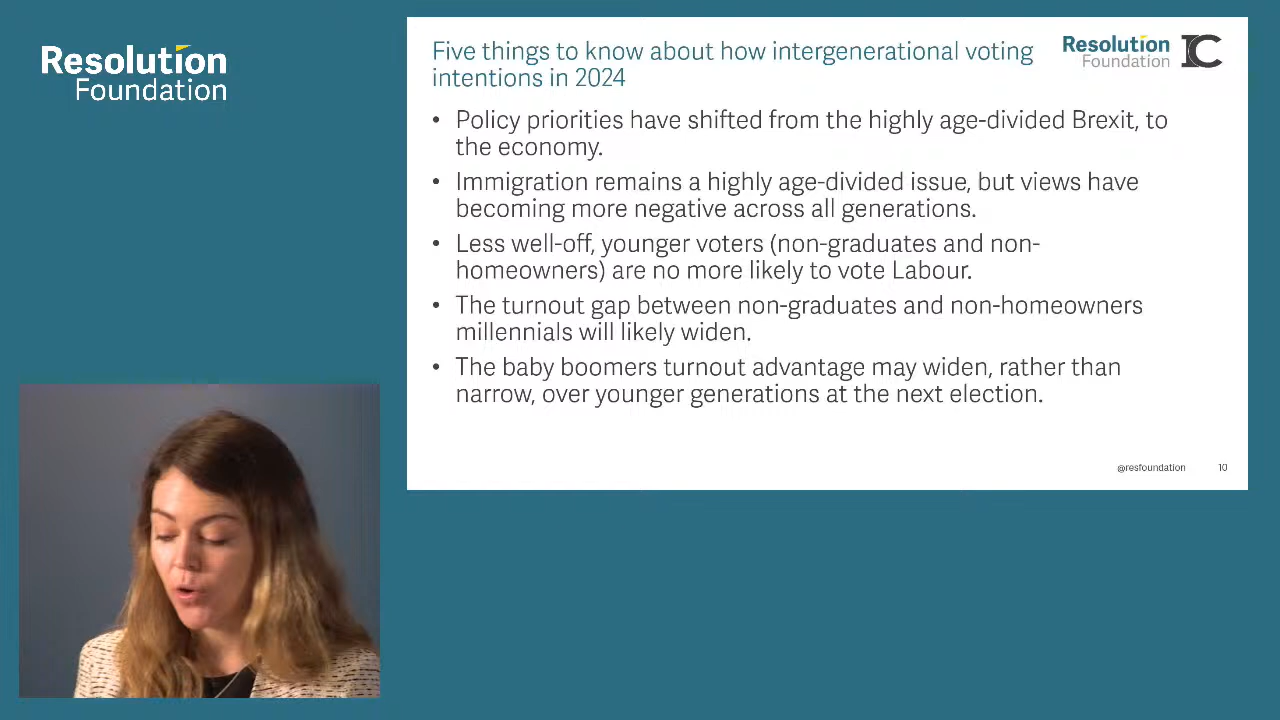 Resolution
Foundation
Five things to know about how intergenerational voting
intentions in 2024
Resolution
Foundation
IC
• Policy priorities have shifted from the highly age-divided Brexit, to
the economy.
• Immigration remains a highly age-divided issue, but views have
becoming more negative across all generations.
• Less well-off, younger voters (non-graduates and non-
homeowners) are no more likely to vote Labour.
• The turnout gap between non-graduates and non-homeowners
millennials will likely widen.
• The baby boomers turnout advantage may widen, rather than
narrow, over younger generations at the next election.
@resfoundation
10